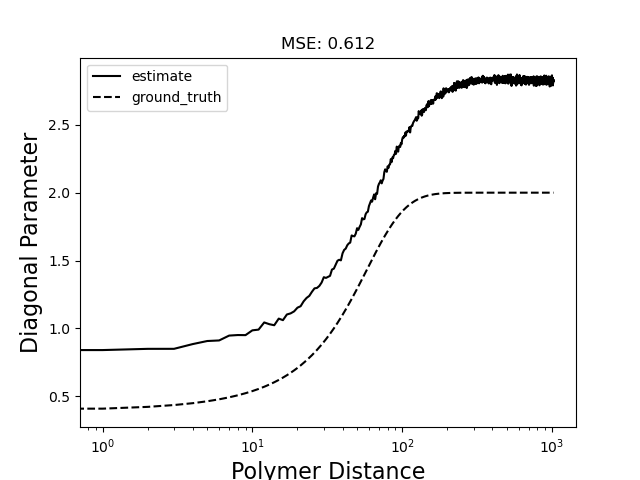 MSE: 0.612
estimate
ground_truth
Diagonal Parameter
2.5
2.0
1.5
1.0
0.5
10⁰
10¹
10²
10³
Polymer Distance